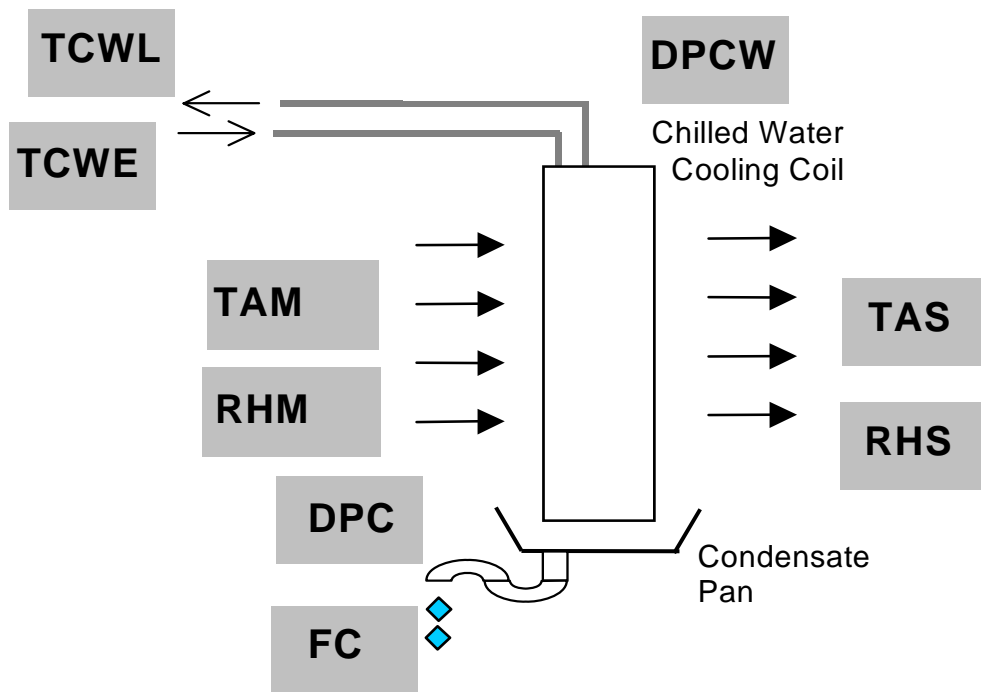 TCWL
DPCW
TCWE
Chilled Water
Cooling Coil
TAM
TAS
RHM
RHS
DPC
Condensate
Pan
FC